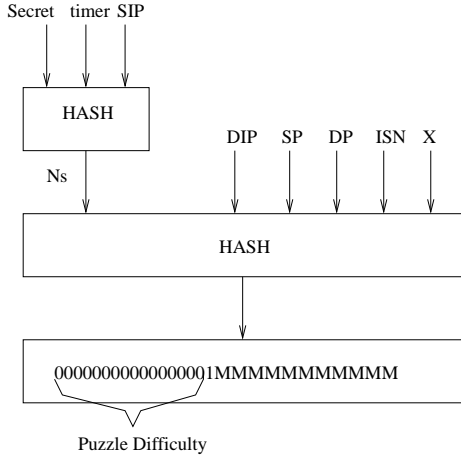 Secret timer SIP
HASH
DIP SP DP ISN X
Ns
HASH
00000000000000001MMMMMMMMMMM
Puzzle Difficulty